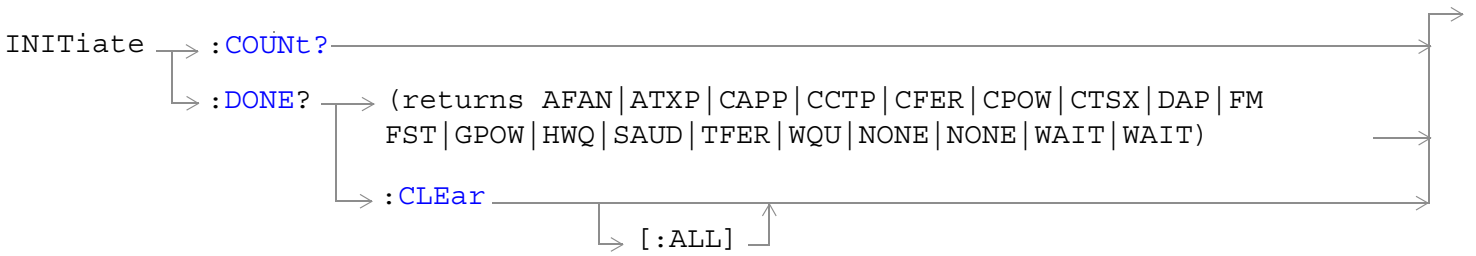 INITiate :COUNt?
:DONE? (returns AFAN|ATXP|CAPP|CCTP|CFER|CPOW|CTSX|DAP|FM
FST|GPOW|HWQ|SAUD|TFER|WQU|NONE|NONE|WAIT|WAIT)
:CLEar
[:ALL]